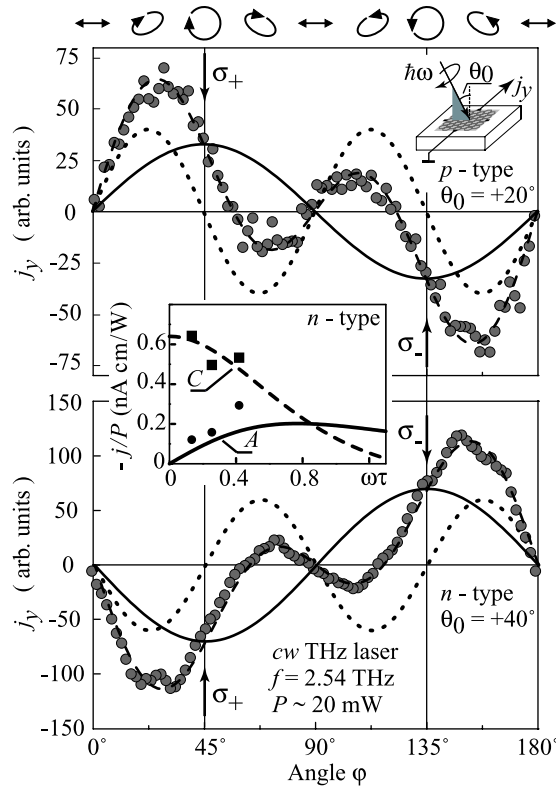 75
50
25
0
-25
-50
-75
j_y ( arb. units )
σ₊
ħω
θ₀
j_y
p - type
θ₀ = +20°
σ₋
n - type
0.6
0.4
0.2
0
- j/P (nA cm/W)
C
A
0
0.4
0.8
ωτ
150
100
50
0
-50
-100
-150
j_y ( arb. units )
σ₋
n - type
θ₀ = +40°
cw THz laser
f = 2.54 THz
P ~ 20 mW
σ₊
0°
45°
90°
135°
180°
Angle φ